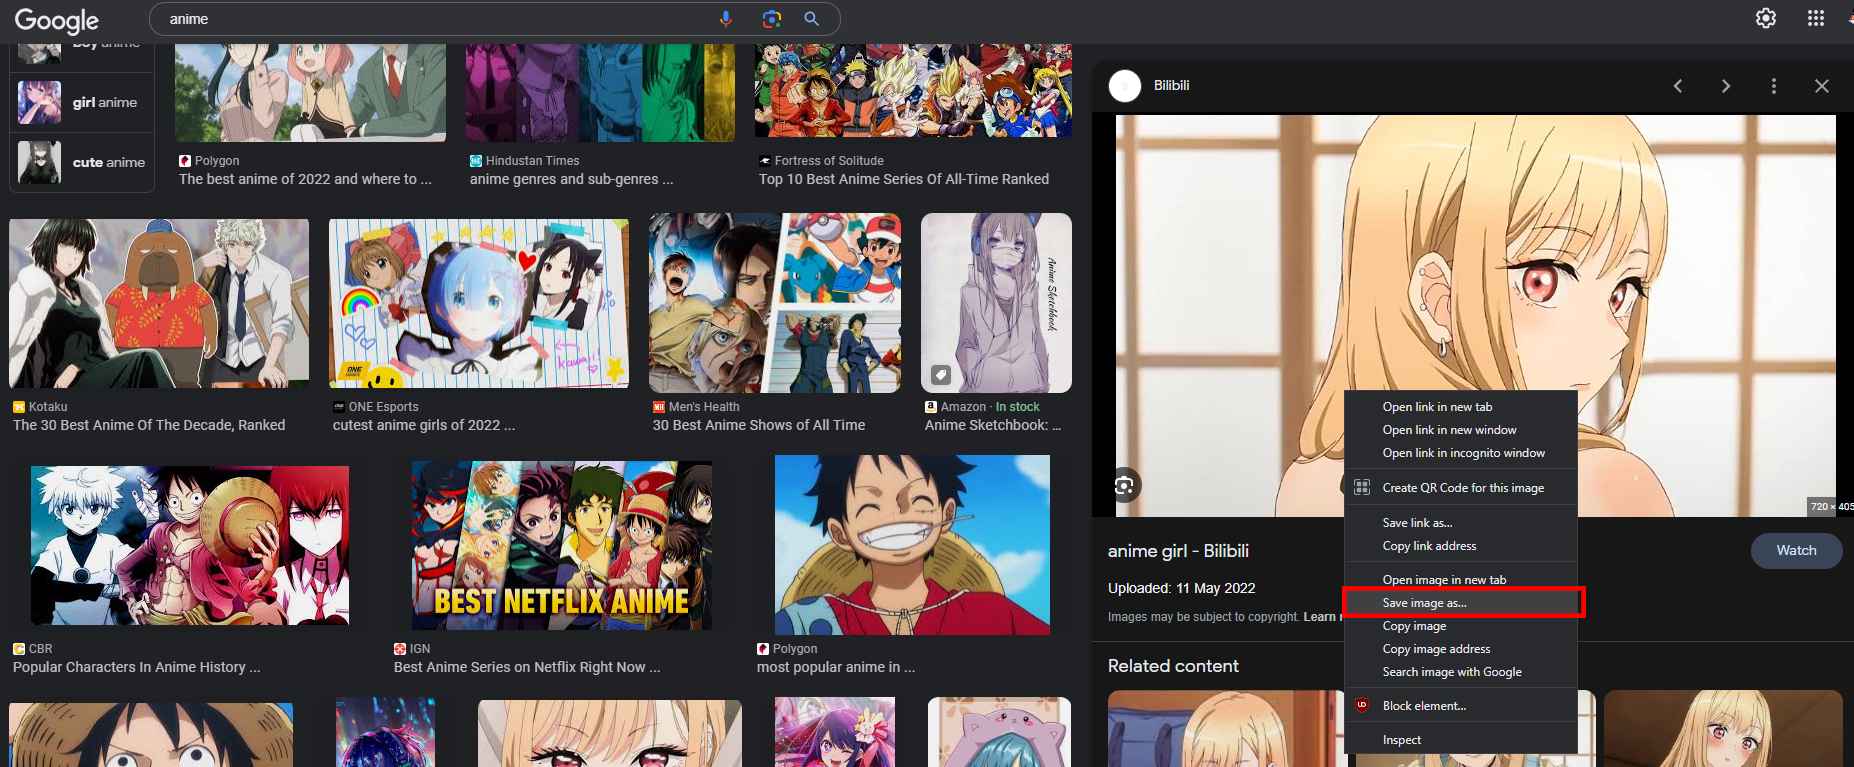 Google
anime
boy anime
girl anime
cute anime
Polygon
The best anime of 2022 and where to ...
Hindustan Times
anime genres and sub-genres ...
Fortress of Solitude
Top 10 Best Anime Series Of All-Time Ranked
Kotaku
The 30 Best Anime Of The Decade, Ranked
kawaii!
ONE
ONE Esports
cutest anime girls of 2022 ...
Men's Health
30 Best Anime Shows of All Time
Anime Sketchbook
Amazon · In stock
Anime Sketchbook: ...
CBR
Popular Characters In Anime History ...
BEST NETFLIX ANIME
IGN
Best Anime Series on Netflix Right Now ...
Polygon
most popular anime in ...
Bilibili
720 × 405
anime girl - Bilibili
Watch
Uploaded: 11 May 2022
Images may be subject to copyright. Learn
Related content
Open link in new tab
Open link in new window
Open link in incognito window
Create QR Code for this image
Save link as...
Copy link address
Open image in new tab
Save image as...
Copy image
Copy image address
Search image with Google
Block element...
Inspect